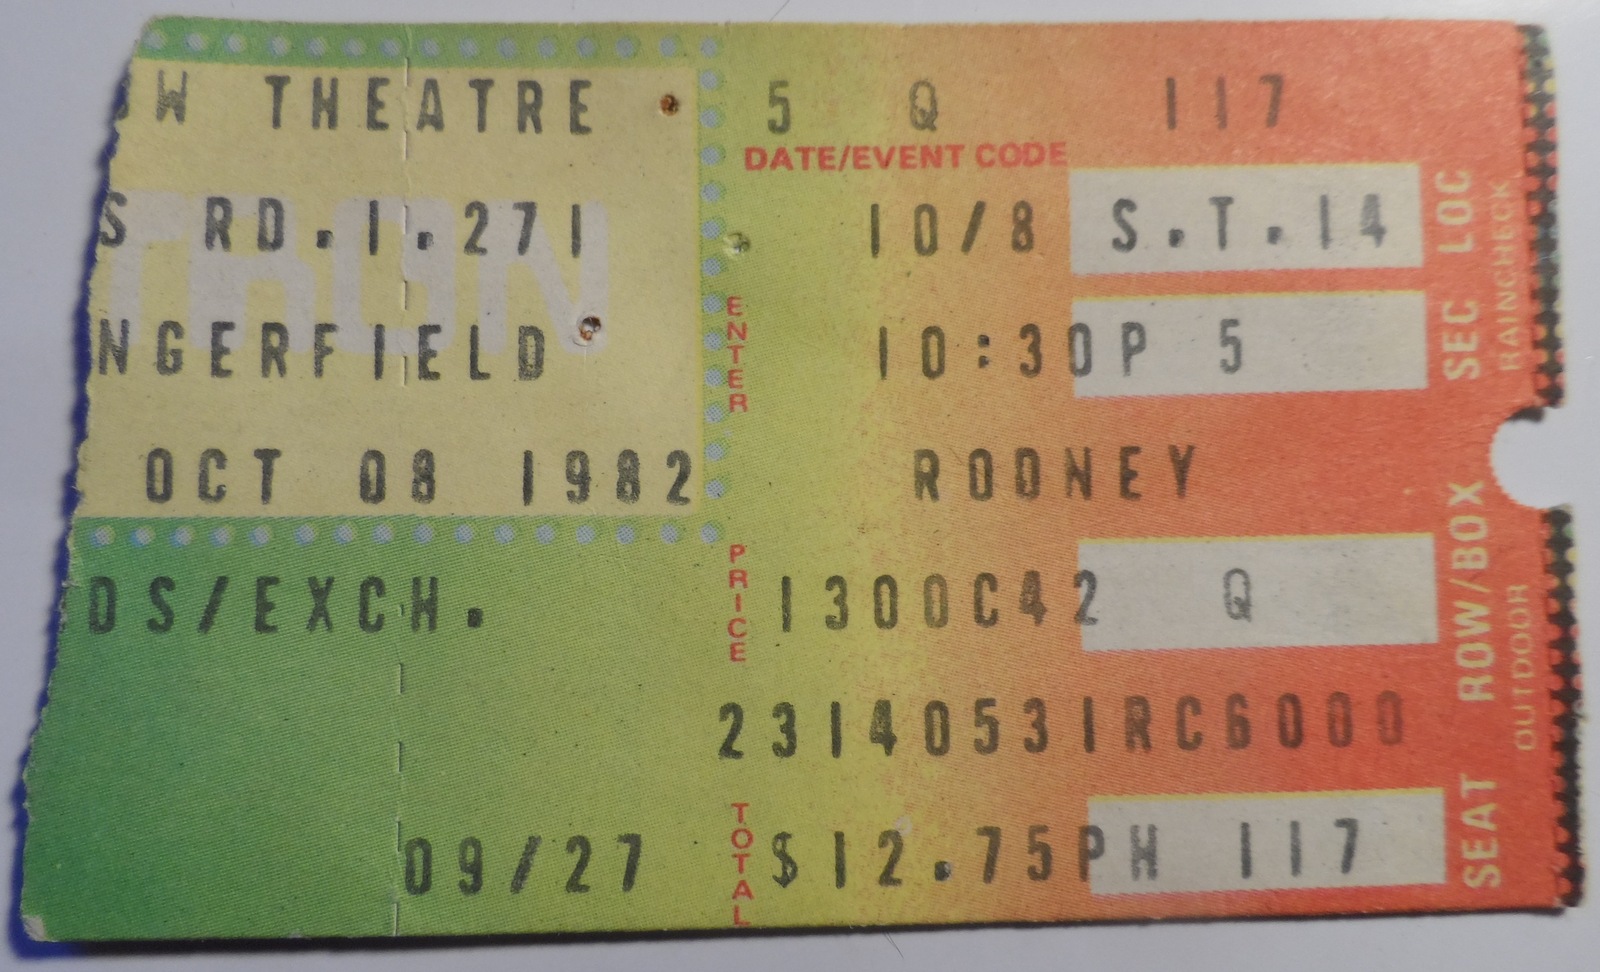 W THEATRE 5 Q 117
DATE/EVENT CODE
S RD.1.271 10/8 S.T.14
TRON
ENTER
NGERFIELD 10:30P 5
OCT 08 1982 RODNEY
PRICE
DS/EXCH. 1300C42 Q
23140531RC6000
TOTAL
09/27 $12.75PH 117
SEC LOC
ROW/BOX
SEAT
RAINCHECK
OUTDOOR